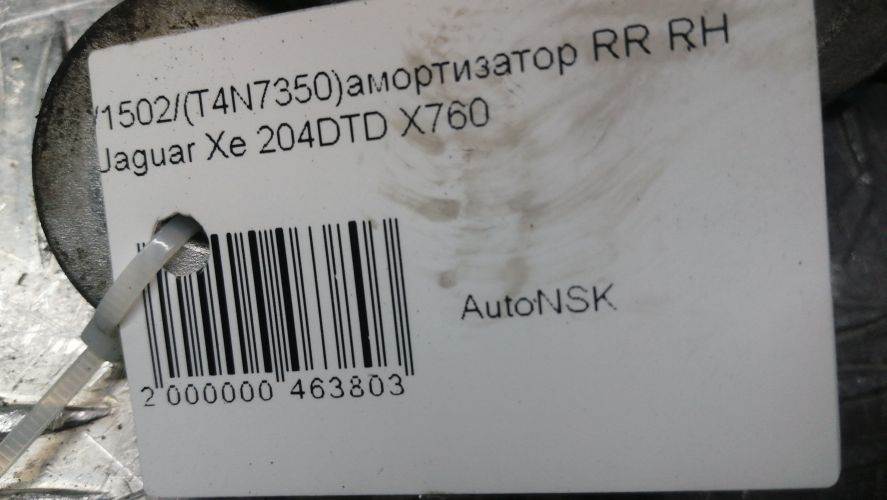 /1502/(T4N7350)амортизатор RR RH
Jaguar Xe 204DTD X760
AutoNSK
2 000000 463803